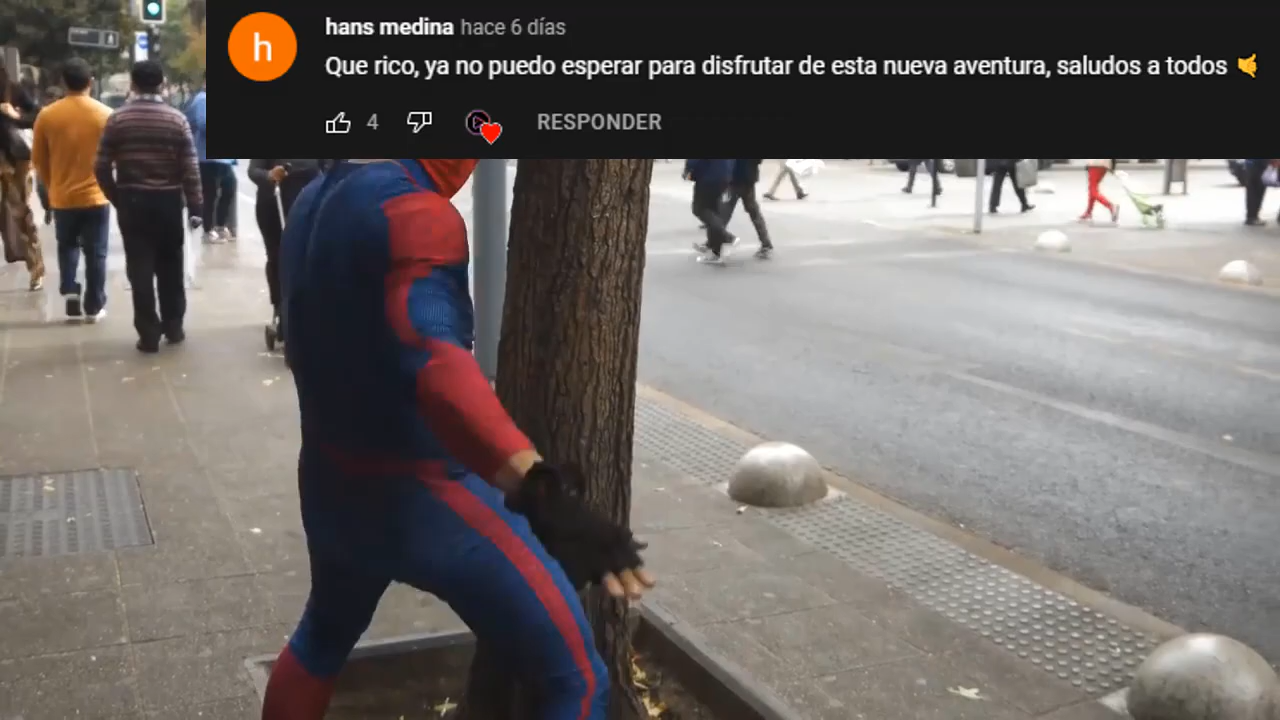 hans medina hace 6 días
Que rico, ya no puedo esperar para disfrutar de esta nueva aventura, saludos a todos 🤙
4 RESPONDER